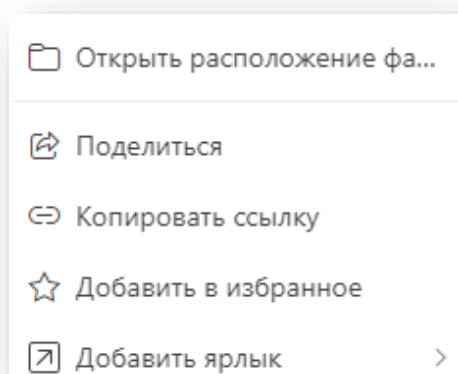 Открыть расположение фа...
Поделиться
Копировать ссылку
Добавить в избранное
Добавить ярлык